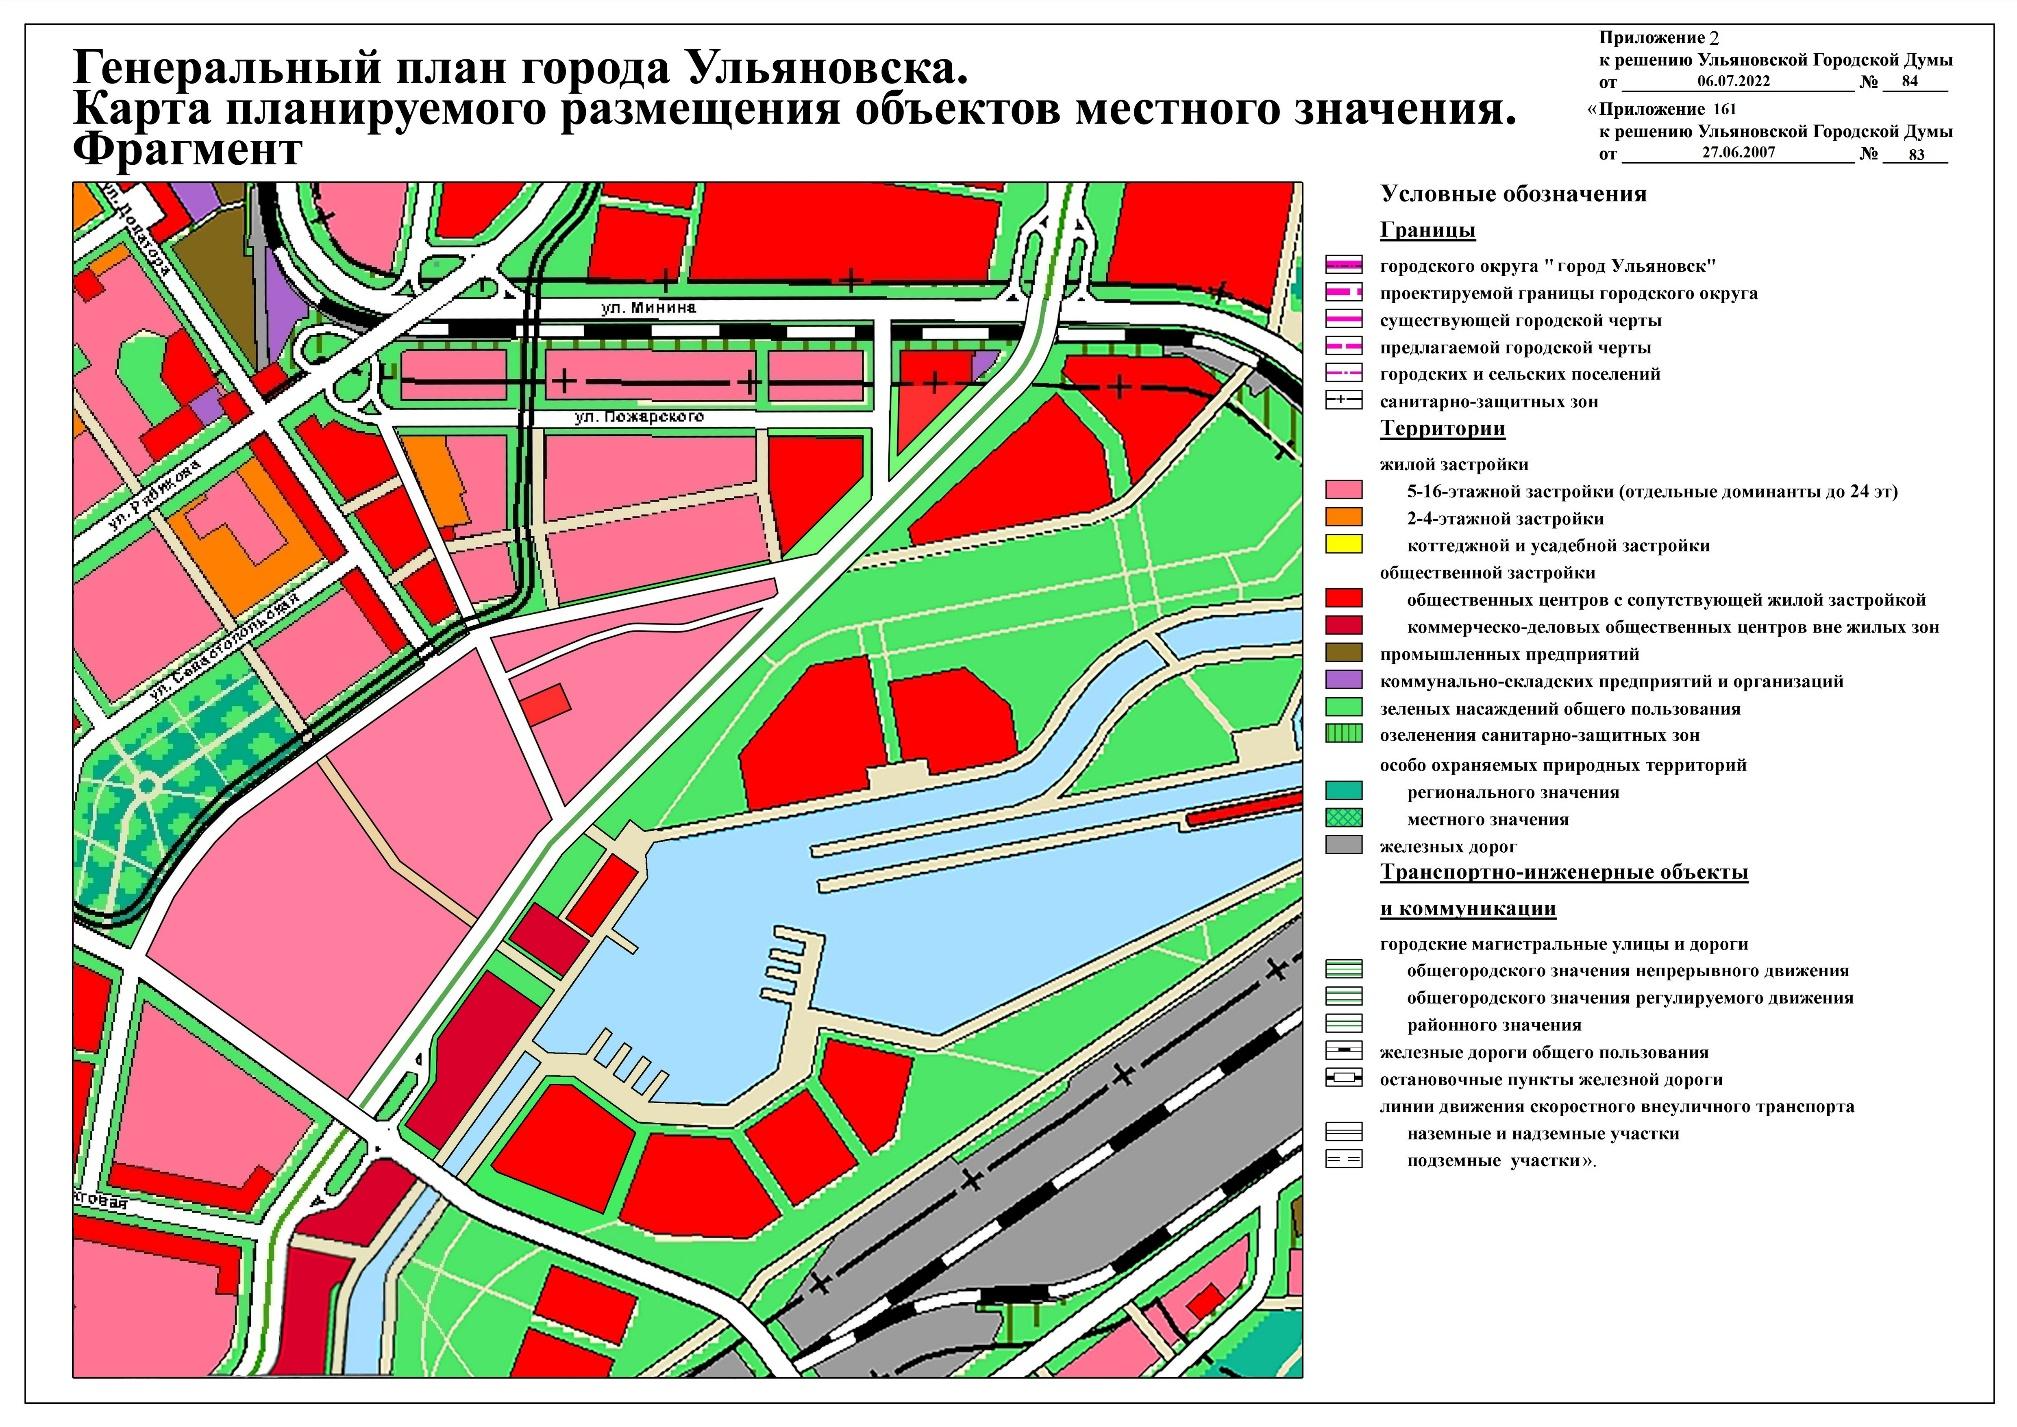 Генеральный план города Ульяновска.
Карта планируемого размещения объектов местного значения.
Фрагмент
Приложение 2
к решению Ульяновской Городской Думы
от 06.07.2022 № 84
«Приложение 161
к решению Ульяновской Городской Думы
от 27.06.2007 № 83
ул. Доватора
ул. Минина
ул. Пожарского
ул. Рябикова
ул. Севастопольская
Условные обозначения
Границы
городского округа "город Ульяновск"
проектируемой границы городского округа
существующей городской черты
предлагаемой городской черты
городских и сельских поселений
санитарно-защитных зон
Территории
жилой застройки
5-16-этажной застройки (отдельные доминанты до 24 эт)
2-4-этажной застройки
коттеджной и усадебной застройки
общественной застройки
общественных центров с сопутствующей жилой застройкой
коммерческо-деловых общественных центров вне жилых зон
промышленных предприятий
коммунально-складских предприятий и организаций
зеленых насаждений общего пользования
озеленения санитарно-защитных зон
особо охраняемых природных территорий
регионального значения
местного значения
железных дорог
Транспортно-инженерные объекты
и коммуникации
городские магистральные улицы и дороги
общегородского значения непрерывного движения
общегородского значения регулируемого движения
районного значения
железные дороги общего пользования
остановочные пункты железной дороги
линии движения скоростного внеуличного транспорта
наземные и надземные участки
подземные участки».